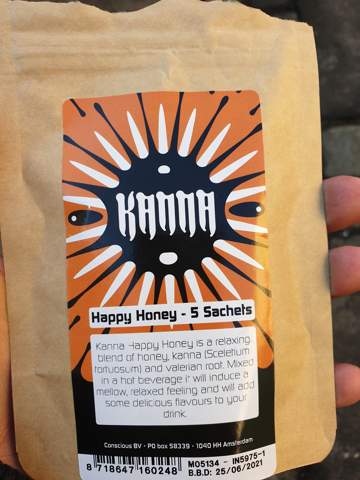 KANNA
Happy Honey - 5 Sachets
Kanna Happy Honey is a relaxing
blend of honey, kanna (Sceletium
tortuosum) and valerian root. Mixed
in a hot beverage it will induce a
mellow, relaxed feeling and will add
some delicious flavours to your
drink.
Conscious BV • PO box 58339 • 1040 HH Amsterdam
8 718647 160248
MO5134 - IN5975-1
B.B.D: 25/06/2021